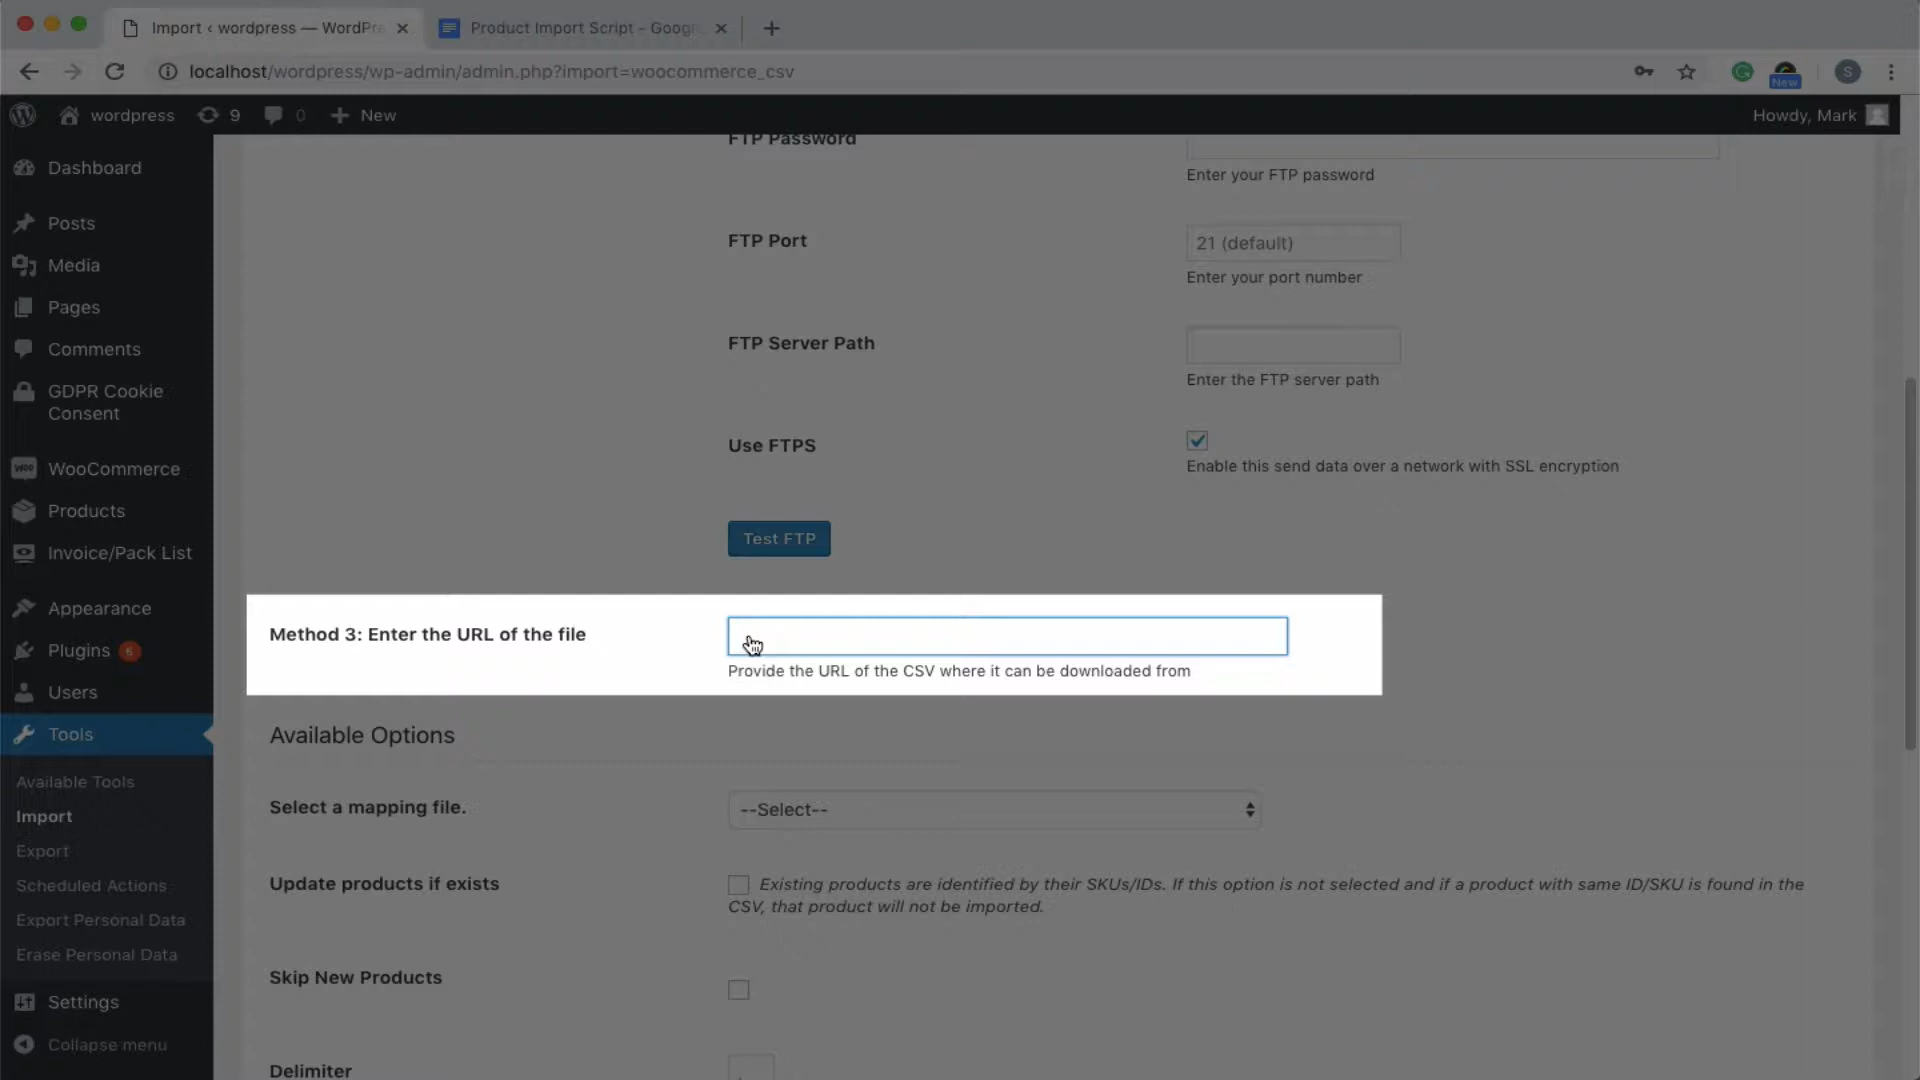 Import ‹ wordpress — WordPre
Product Import Script - Googl
localhost/wordpress/wp-admin/admin.php?import=woocommerce_csv
New
S
wordpress
9
0
New
Howdy, Mark
Dashboard
Posts
Media
Pages
Comments
GDPR Cookie
Consent
WooCommerce
Products
Invoice/Pack List
Appearance
Plugins 6
Users
Tools
Available Tools
Import
Export
Scheduled Actions
Export Personal Data
Erase Personal Data
Settings
Collapse menu
FTP Password
Enter your FTP password
FTP Port
21 (default)
Enter your port number
FTP Server Path
Enter the FTP server path
Use FTPS
Enable this send data over a network with SSL encryption
Test FTP
Method 3: Enter the URL of the file
Provide the URL of the CSV where it can be downloaded from
Available Options
Select a mapping file.
--Select--
Update products if exists
Existing products are identified by their SKUs/IDs. If this option is not selected and if a product with same ID/SKU is found in the
CSV, that product will not be imported.
Skip New Products
Delimiter